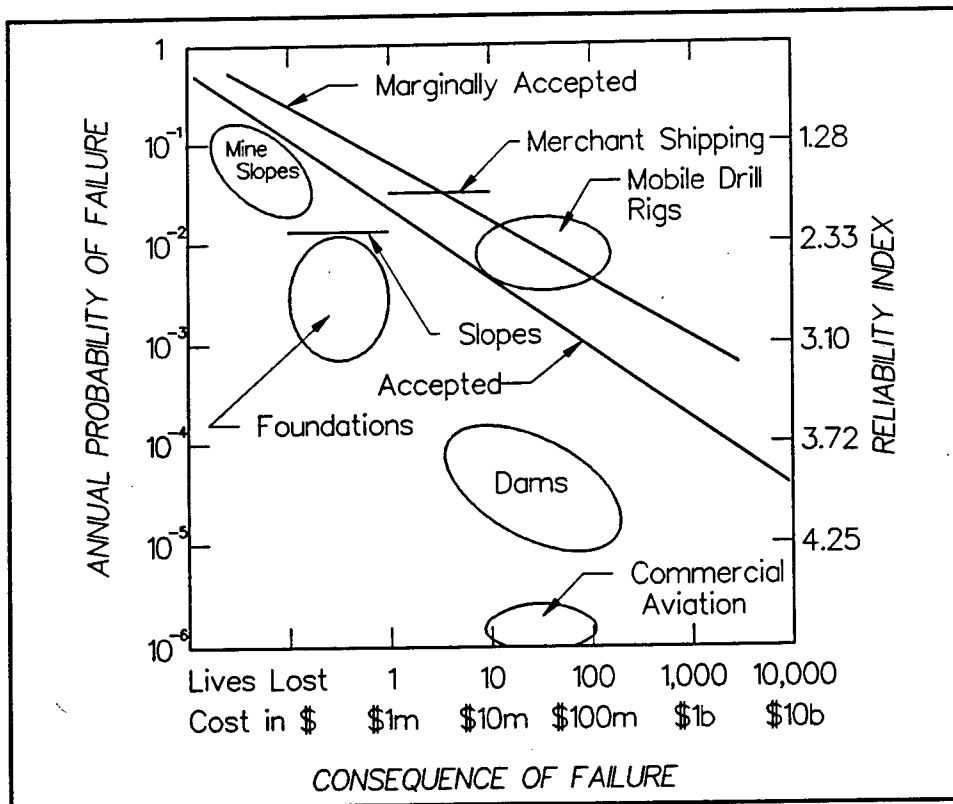 1
Marginally Accepted
10⁻¹
Mine
Slopes
Merchant Shipping
1.28
Mobile Drill
Rigs
10⁻²
2.33
ANNUAL PROBABILITY OF FAILURE
RELIABILITY INDEX
10⁻³
Slopes
3.10
Accepted
Foundations
10⁻⁴
3.72
Dams
10⁻⁵
4.25
Commercial
Aviation
10⁻⁶
Lives Lost 1 10 100 1,000 10,000
Cost in $ $1m $10m $100m $1b $10b
CONSEQUENCE OF FAILURE